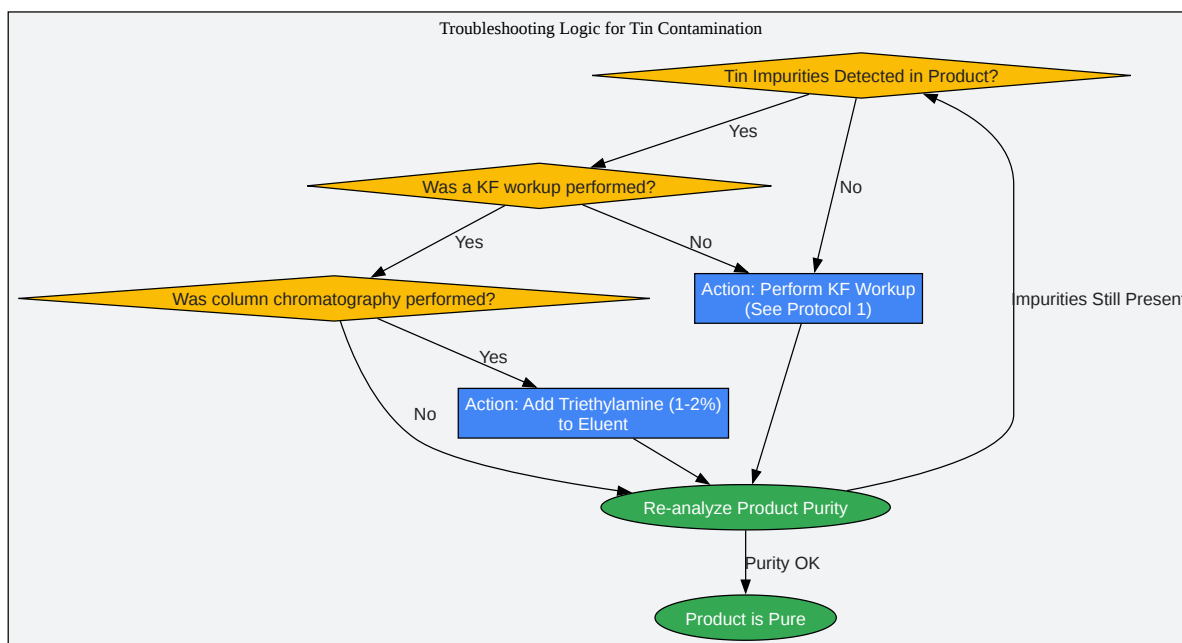 Troubleshooting Logic for Tin Contamination
Tin Impurities Detected in Product?
Yes
Was a KF workup performed?
No
Yes
No
Was column chromatography performed?
Action: Perform KF Workup
(See Protocol 1)
Impurities Still Present
Yes
No
Action: Add Triethylamine (1-2%)
to Eluent
Re-analyze Product Purity
Purity OK
Product is Pure